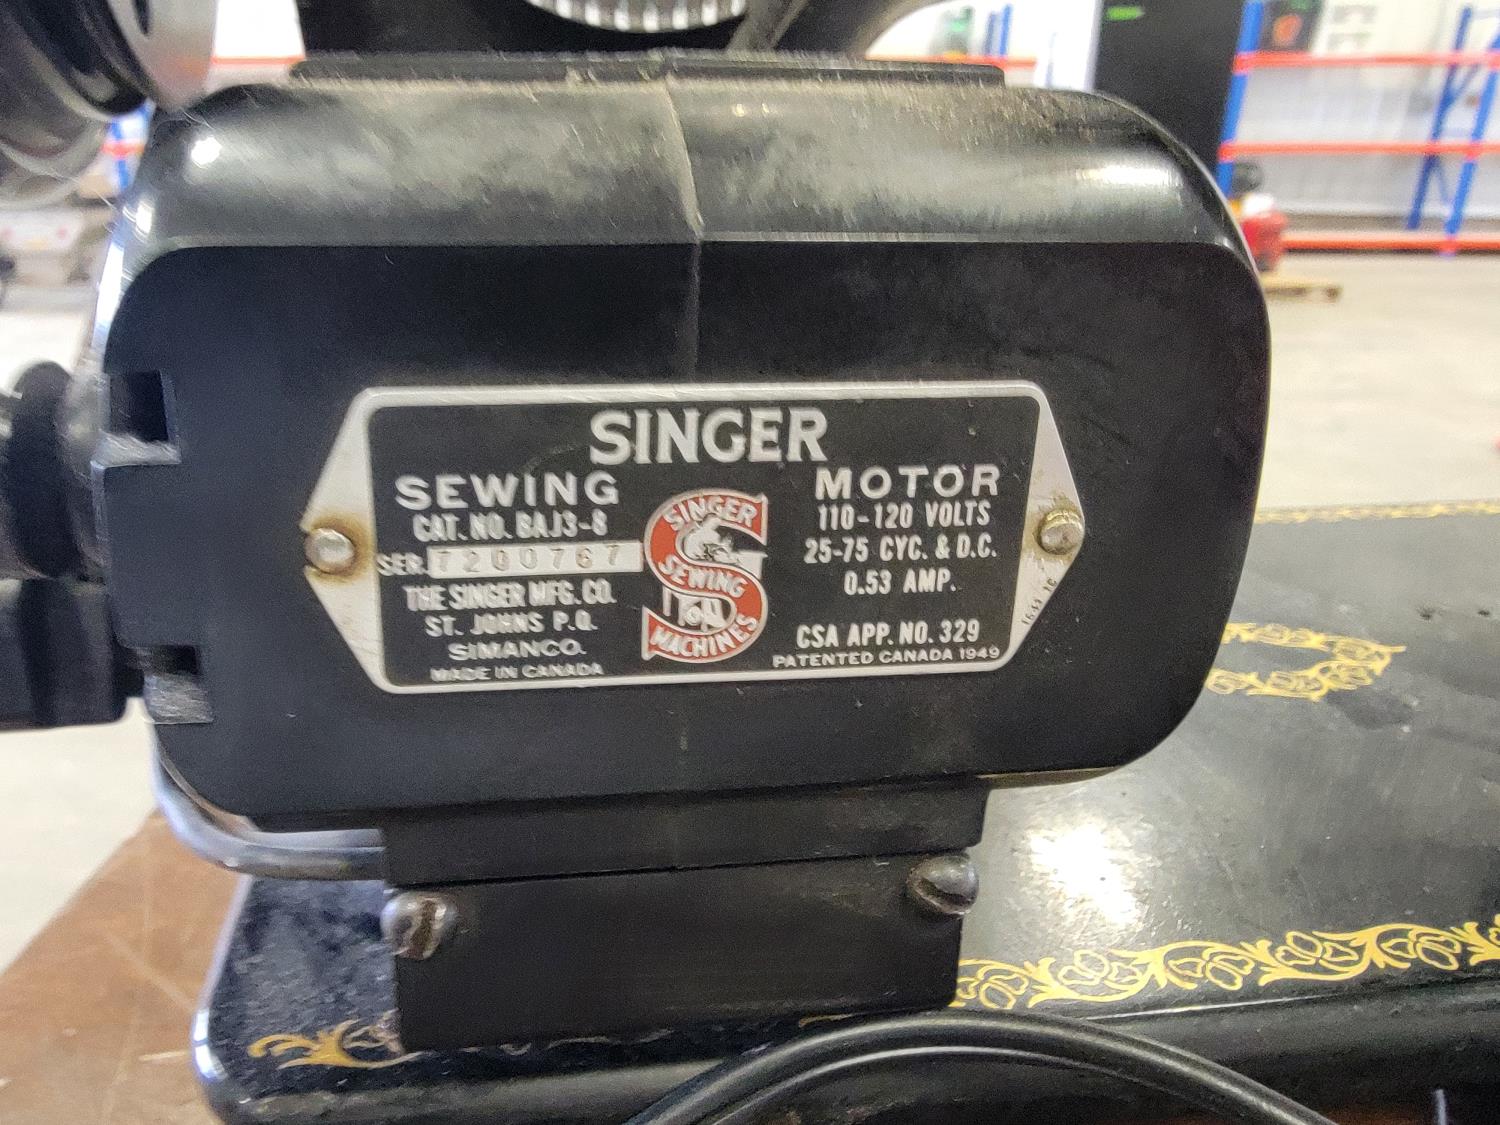 SINGER
SEWING MOTOR
CAT. NO. BAJ3-8
SER. 7200767
THE SINGER MFG. CO.
ST. JOHNS P.Q.
SIMANCO.
MADE IN CANADA
SINGER
SEWING
MACHINES
110-120 VOLTS
25-75 CYC. & D.C.
0.53 AMP.
CSA APP. NO. 329
PATENTED CANADA 1949